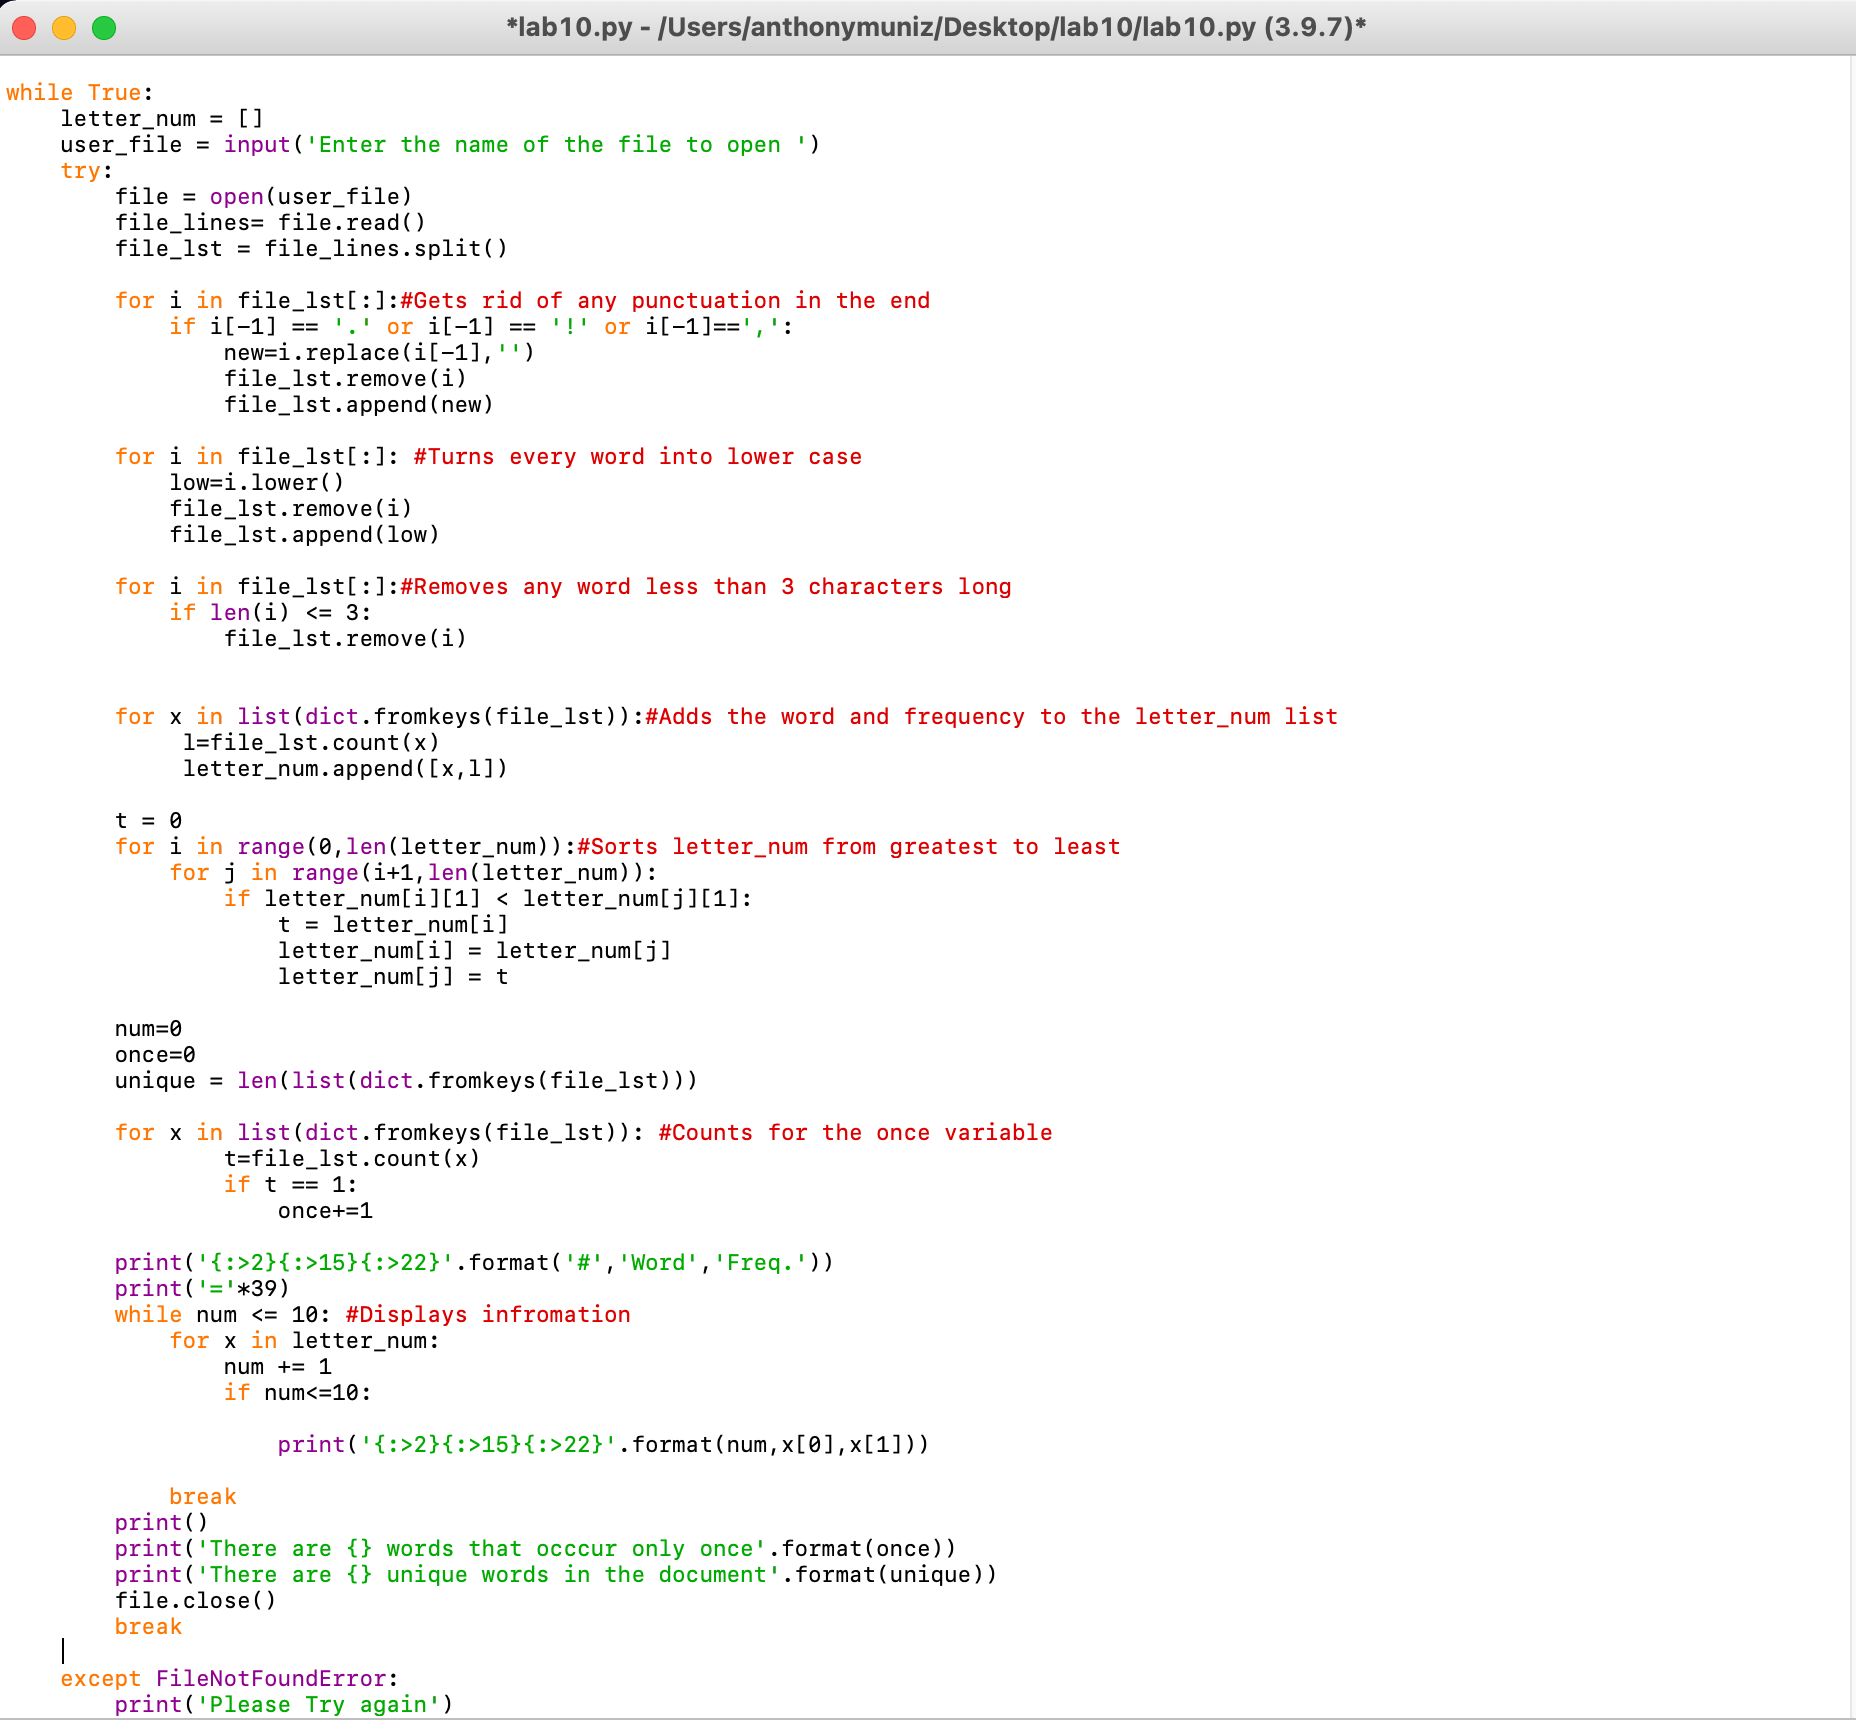 *lab10.py - /Users/anthonymuniz/Desktop/lab10/lab10.py (3.9.7)*
while True:
    letter_num = []
    user_file = input('Enter the name of the file to open ')
    try:
        file = open(user_file)
        file_lines= file.read()
        file_lst = file_lines.split()

        for i in file_lst[:]:#Gets rid of any punctuation in the end
            if i[-1] == '.' or i[-1] == '!' or i[-1]==',':
                new=i.replace(i[-1],'')
                file_lst.remove(i)
                file_lst.append(new)

        for i in file_lst[:]: #Turns every word into lower case
            low=i.lower()
            file_lst.remove(i)
            file_lst.append(low)

        for i in file_lst[:]:#Removes any word less than 3 characters long
            if len(i) <= 3:
                file_lst.remove(i)


        for x in list(dict.fromkeys(file_lst)):#Adds the word and frequency to the letter_num list
             l=file_lst.count(x)
             letter_num.append([x,l])

        t = 0
        for i in range(0,len(letter_num)):#Sorts letter_num from greatest to least
            for j in range(i+1,len(letter_num)):
                if letter_num[i][1] < letter_num[j][1]:
                    t = letter_num[i]
                    letter_num[i] = letter_num[j]
                    letter_num[j] = t

        num=0
        once=0
        unique = len(list(dict.fromkeys(file_lst)))

        for x in list(dict.fromkeys(file_lst)): #Counts for the once variable
                t=file_lst.count(x)
                if t == 1:
                    once+=1

        print('{:>2}{:>15}{:>22}'.format('#','Word','Freq.'))
        print('='*39)
        while num <= 10: #Displays infromation
            for x in letter_num:
                num += 1
                if num<=10:

                    print('{:>2}{:>15}{:>22}'.format(num,x[0],x[1]))

            break
        print()
        print('There are {} words that occcur only once'.format(once))
        print('There are {} unique words in the document'.format(unique))
        file.close()
        break

    except FileNotFoundError:
        print('Please Try again')